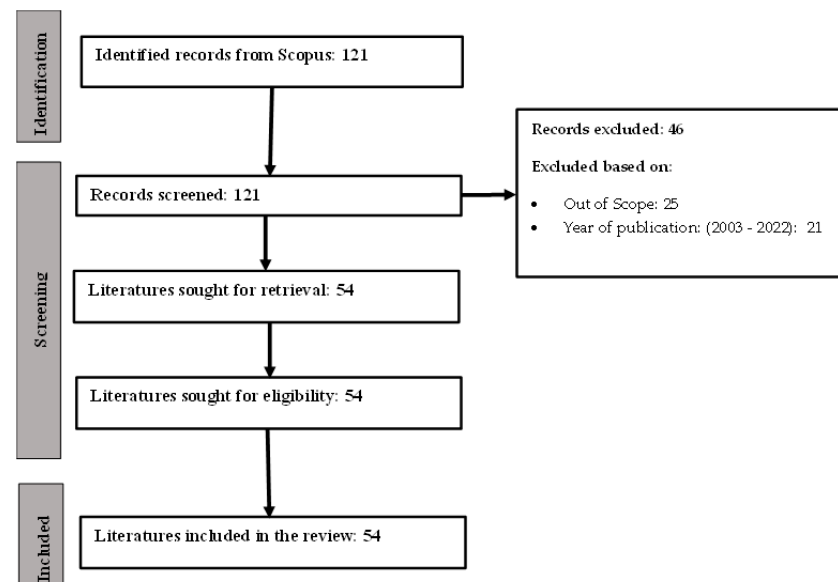 Identification
Identified records from Scopus: 121
Records excluded: 46
Excluded based on:
• Out of Scope: 25
• Year of publication: (2003 - 2022): 21
Screening
Records screened: 121
Literatures sought for retrieval: 54
Literatures sought for eligibility: 54
Included
Literatures included in the review: 54